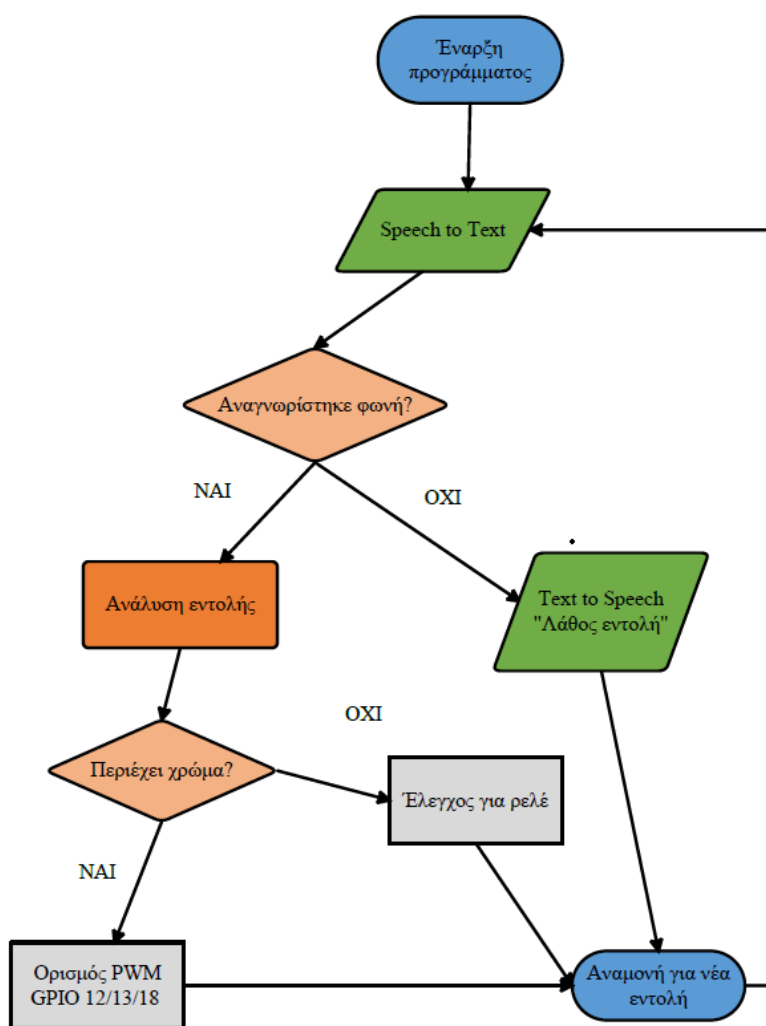 Έναρξη
προγράμματος
Speech to Text
Αναγνωρίστηκε φωνή?
ΝΑΙ
ΟΧΙ
Ανάλυση εντολής
Text to Speech
"Λάθος εντολή"
ΟΧΙ
Περιέχει χρώμα?
Έλεγχος για ρελέ
ΝΑΙ
Ορισμός PWM
GPIO 12/13/18
Αναμονή για νέα
εντολή